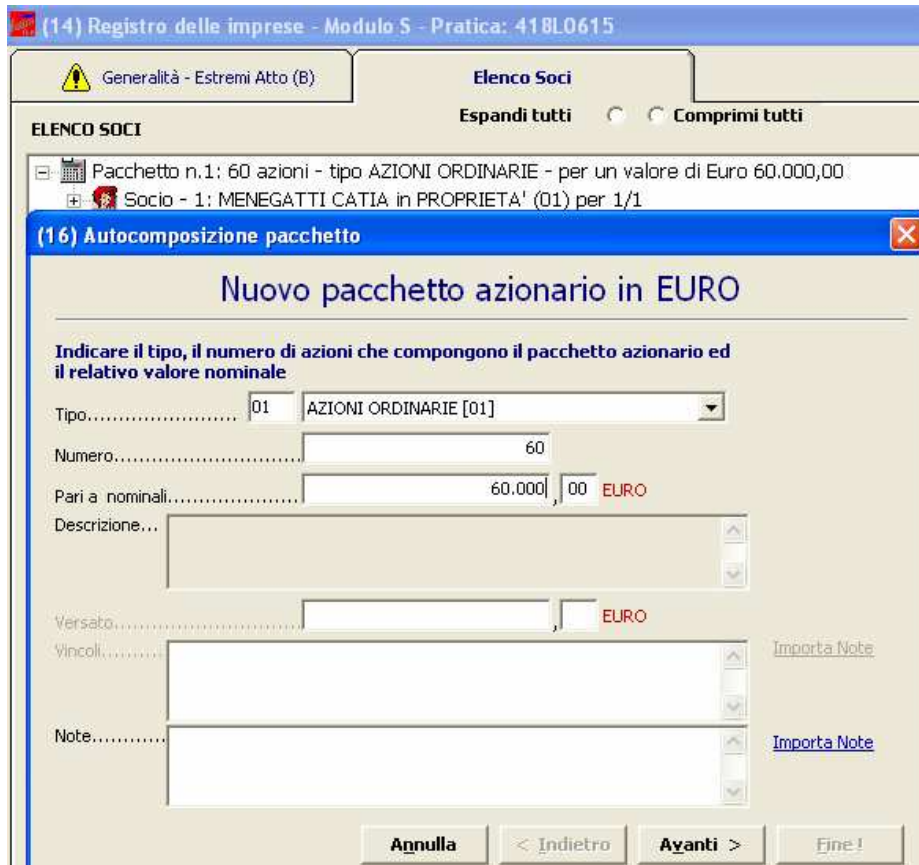 (14) Registro delle imprese - Modulo S - Pratica: 418L0615
Generalità - Estremi Atto (B)
Elenco Soci
Espandi tutti
Comprimi tutti
ELENCO SOCI
Pacchetto n.1: 60 azioni - tipo AZIONI ORDINARIE - per un valore di Euro 60.000,00
Socio - 1: MENEGATTI CATIA in PROPRIETA' (01) per 1/1
(16) Autocomposizione pacchetto
Nuovo pacchetto azionario in EURO
Indicare il tipo, il numero di azioni che compongono il pacchetto azionario ed
il relativo valore nominale
Tipo........................ 01 AZIONI ORDINARIE [01]
Numero............................. 60
Pari a nominali..................... 60.000 , 00 EURO
Descrizione...
Versato............................. , EURO
Vincoli.......... Importa Note
Note............ Importa Note
Annulla
< Indietro
Avanti >
Fine!